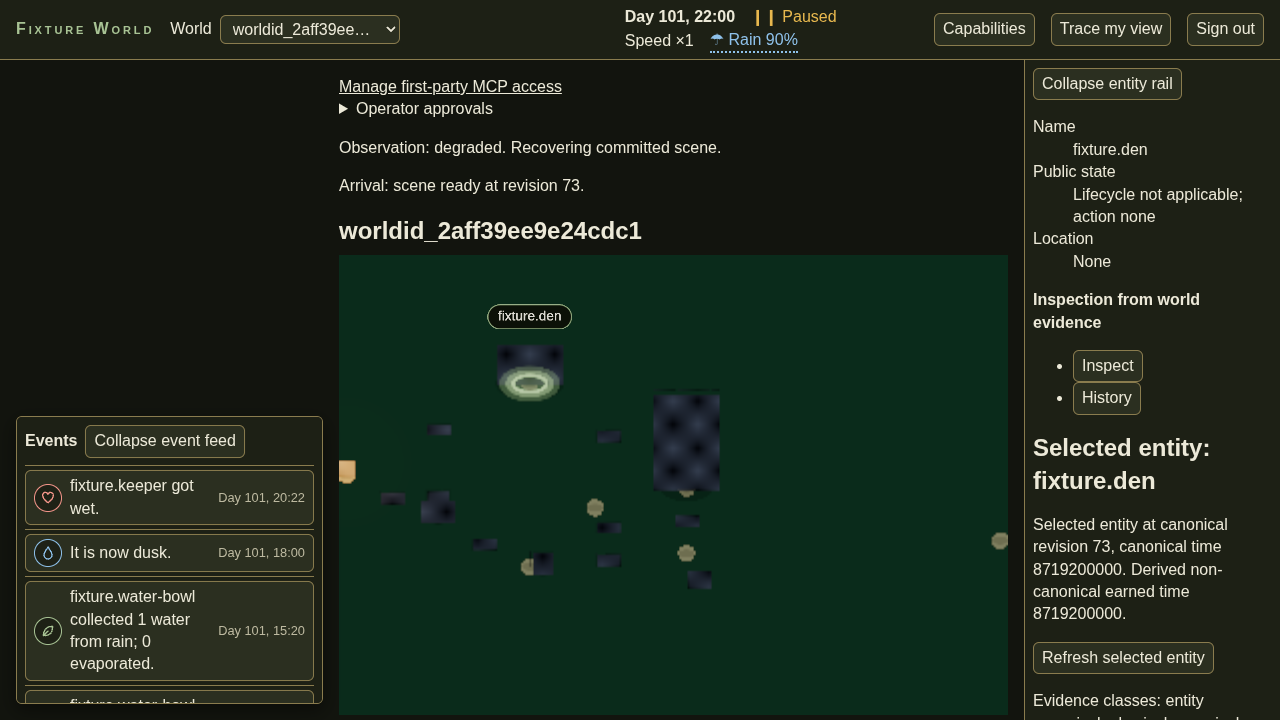 Fixture World
World
worldid_2aff39ee…
Day 101, 22:00
❙❙ Paused
Speed ×1
☂ Rain 90%
Capabilities
Trace my view
Sign out
Manage first-party MCP access
▶ Operator approvals
Observation: degraded. Recovering committed scene.
Arrival: scene ready at revision 73.
worldid_2aff39ee9e24cdc1
fixture.den
Events
Collapse event feed
fixture.keeper got
wet.
Day 101, 20:22
It is now dusk.
Day 101, 18:00
fixture.water-bowl
collected 1 water
from rain; 0
evaporated.
Day 101, 15:20
Collapse entity rail
Name
fixture.den
Public state
Lifecycle not applicable;
action none
Location
None
Inspection from world
evidence
• Inspect
• History
Selected entity:
fixture.den
Selected entity at canonical
revision 73, canonical time
8719200000. Derived non-
canonical earned time
8719200000.
Refresh selected entity
Evidence classes: entity